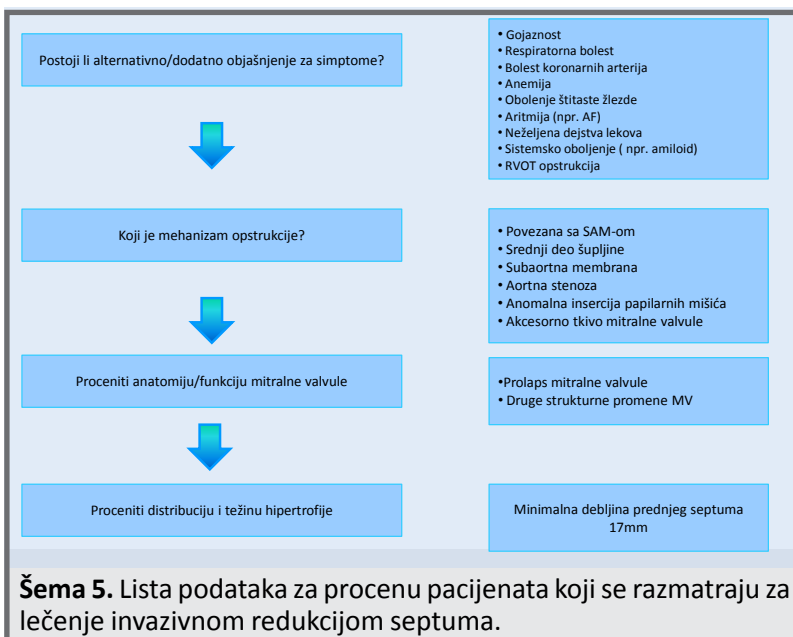 Postoji li alternativno/dodatno objašnjenje za simptome?
• Gojaznost
• Respiratorna bolest
• Bolest koronarnih arterija
• Anemija
• Obolenje štitaste žlezde
• Aritmija (npr. AF)
• Neželjena dejstva lekova
• Sistemsko oboljenje ( npr. amiloid)
• RVOT opstrukcija
Koji je mehanizam opstrukcije?
• Povezana sa SAM-om
• Srednji deo šupljine
• Subaortna membrana
• Aortna stenoza
• Anomalna insercija papilarnih mišića
• Akcesorno tkivo mitralne valvule
Proceniti anatomiju/funkciju mitralne valvule
•Prolaps mitralne valvule
• Druge strukturne promene MV
Proceniti distribuciju i težinu hipertrofije
Minimalna debljina prednjeg septuma
17mm
Šema 5. Lista podataka za procenu pacijenata koji se razmatraju za
lečenje invazivnom redukcijom septuma.